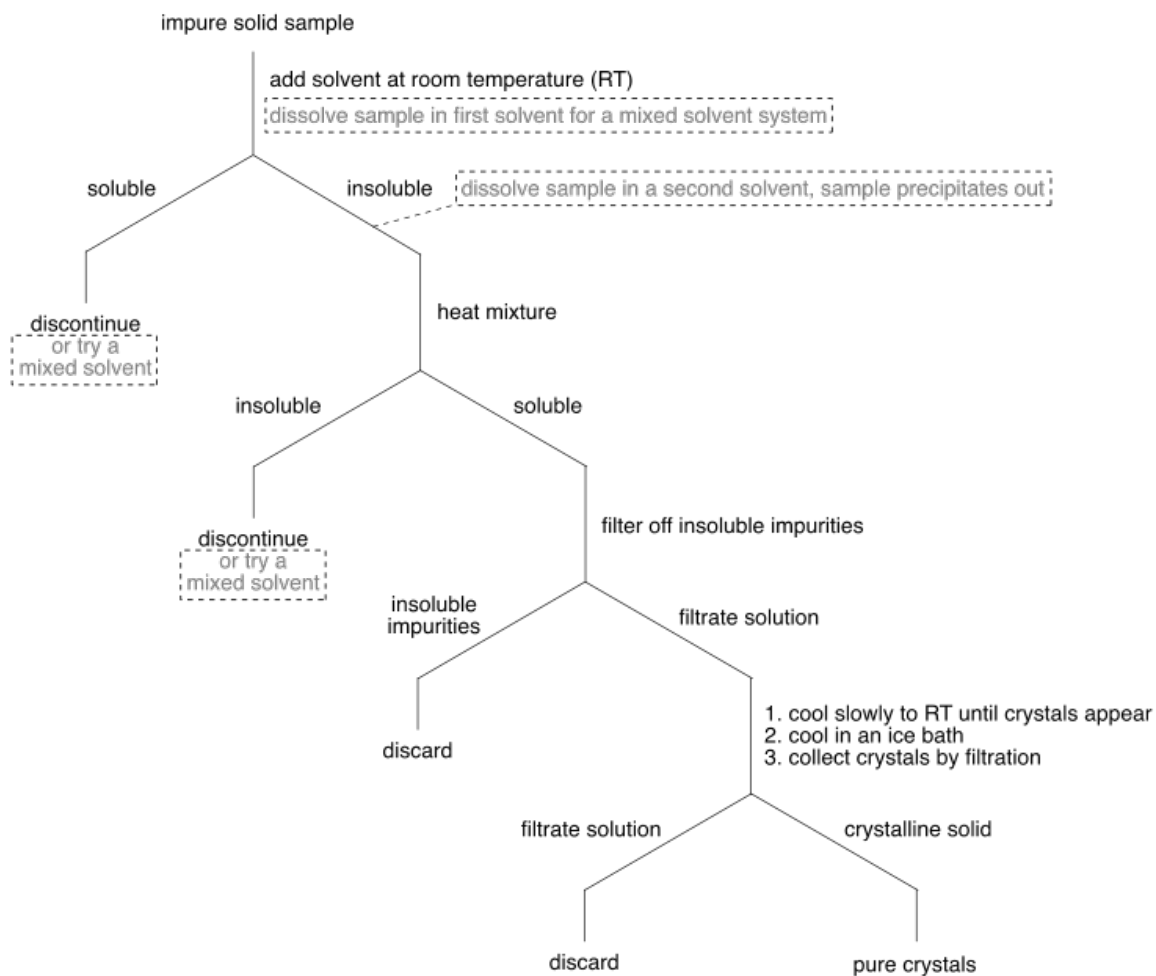 impure solid sample
add solvent at room temperature (RT)
dissolve sample in first solvent for a mixed solvent system
soluble
insoluble
dissolve sample in a second solvent, sample precipitates out
discontinue
or try a
mixed solvent
heat mixture
insoluble
soluble
discontinue
or try a
mixed solvent
filter off insoluble impurities
insoluble
impurities
filtrate solution
discard
1. cool slowly to RT until crystals appear
2. cool in an ice bath
3. collect crystals by filtration
filtrate solution
crystalline solid
discard
pure crystals